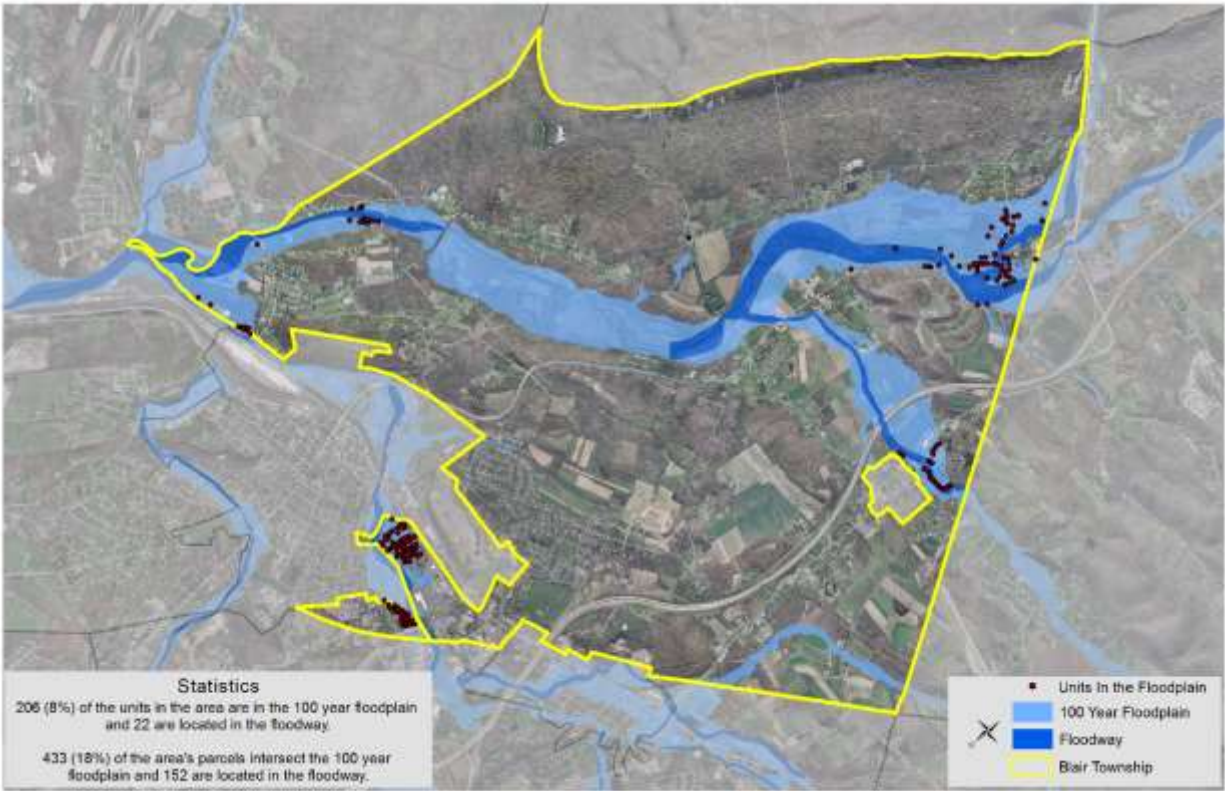 Statistics
206 (8%) of the units in the area are in the 100 year floodplain
and 22 are located in the floodway.
433 (18%) of the area's parcels intersect the 100 year
floodplain and 152 are located in the floodway.
Units In the Floodplain
100 Year Floodplain
Floodway
Blair Township